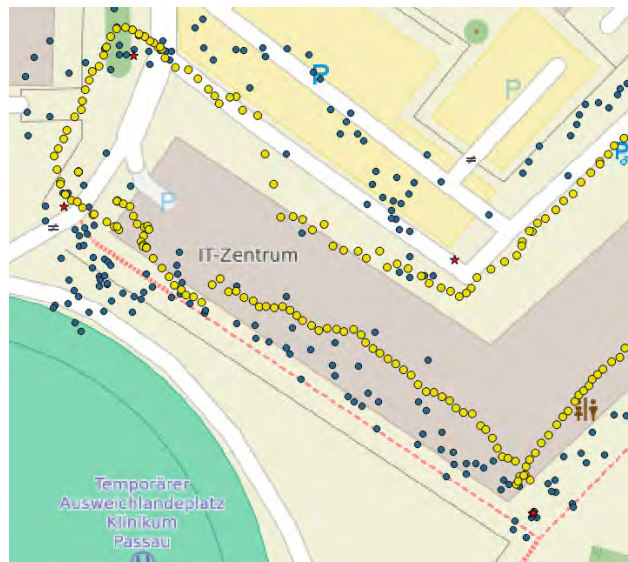 P
P
P
P
IT-Zentrum
Temporärer
Ausweichlandeplatz
Klinikum
Passau
H